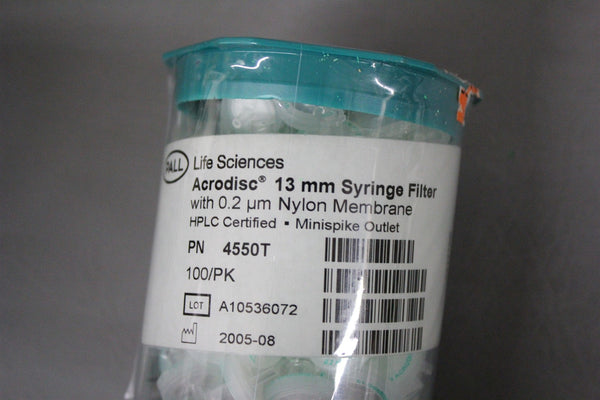 PALL Life Sciences
Acrodisc® 13 mm Syringe Filter
with 0.2 µm Nylon Membrane
HPLC Certified ▪ Minispike Outlet
PN 4550T
100/PK
LOT A10536072
2005-08